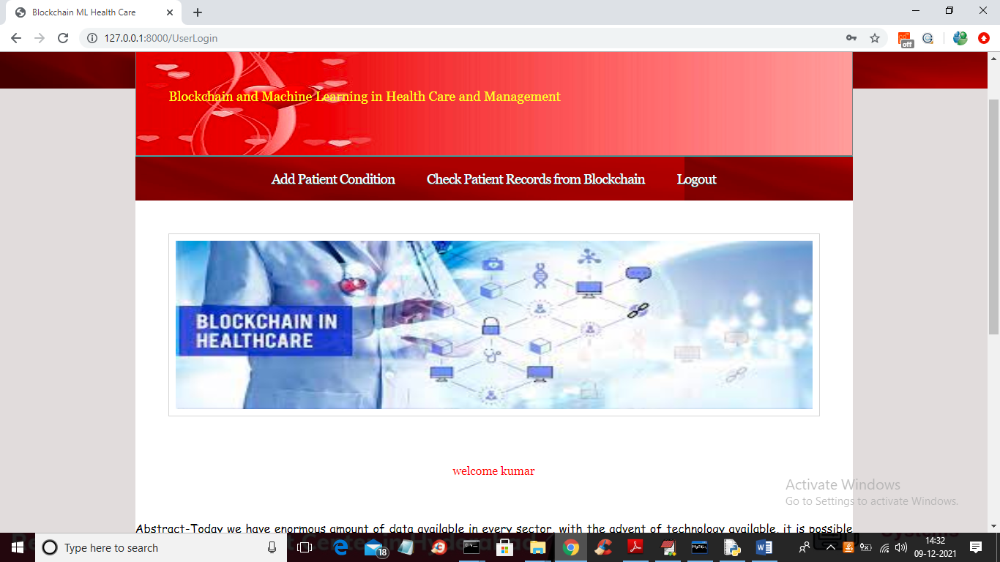 Blockchain ML Health Care
127.0.0.1:8000/UserLogin
off
Blockchain and Machine Learning in Health Care and Management
Add Patient Condition
Check Patient Records from Blockchain
Logout
BLOCKCHAIN IN
HEALTHCARE
welcome kumar
Activate Windows
Go to Settings to activate Windows.
Abstract-Today we have enormous amount of data available in every sector, with the advent of technology available, it is possible
Type here to search
18
MySQL
14:32
09-12-2021